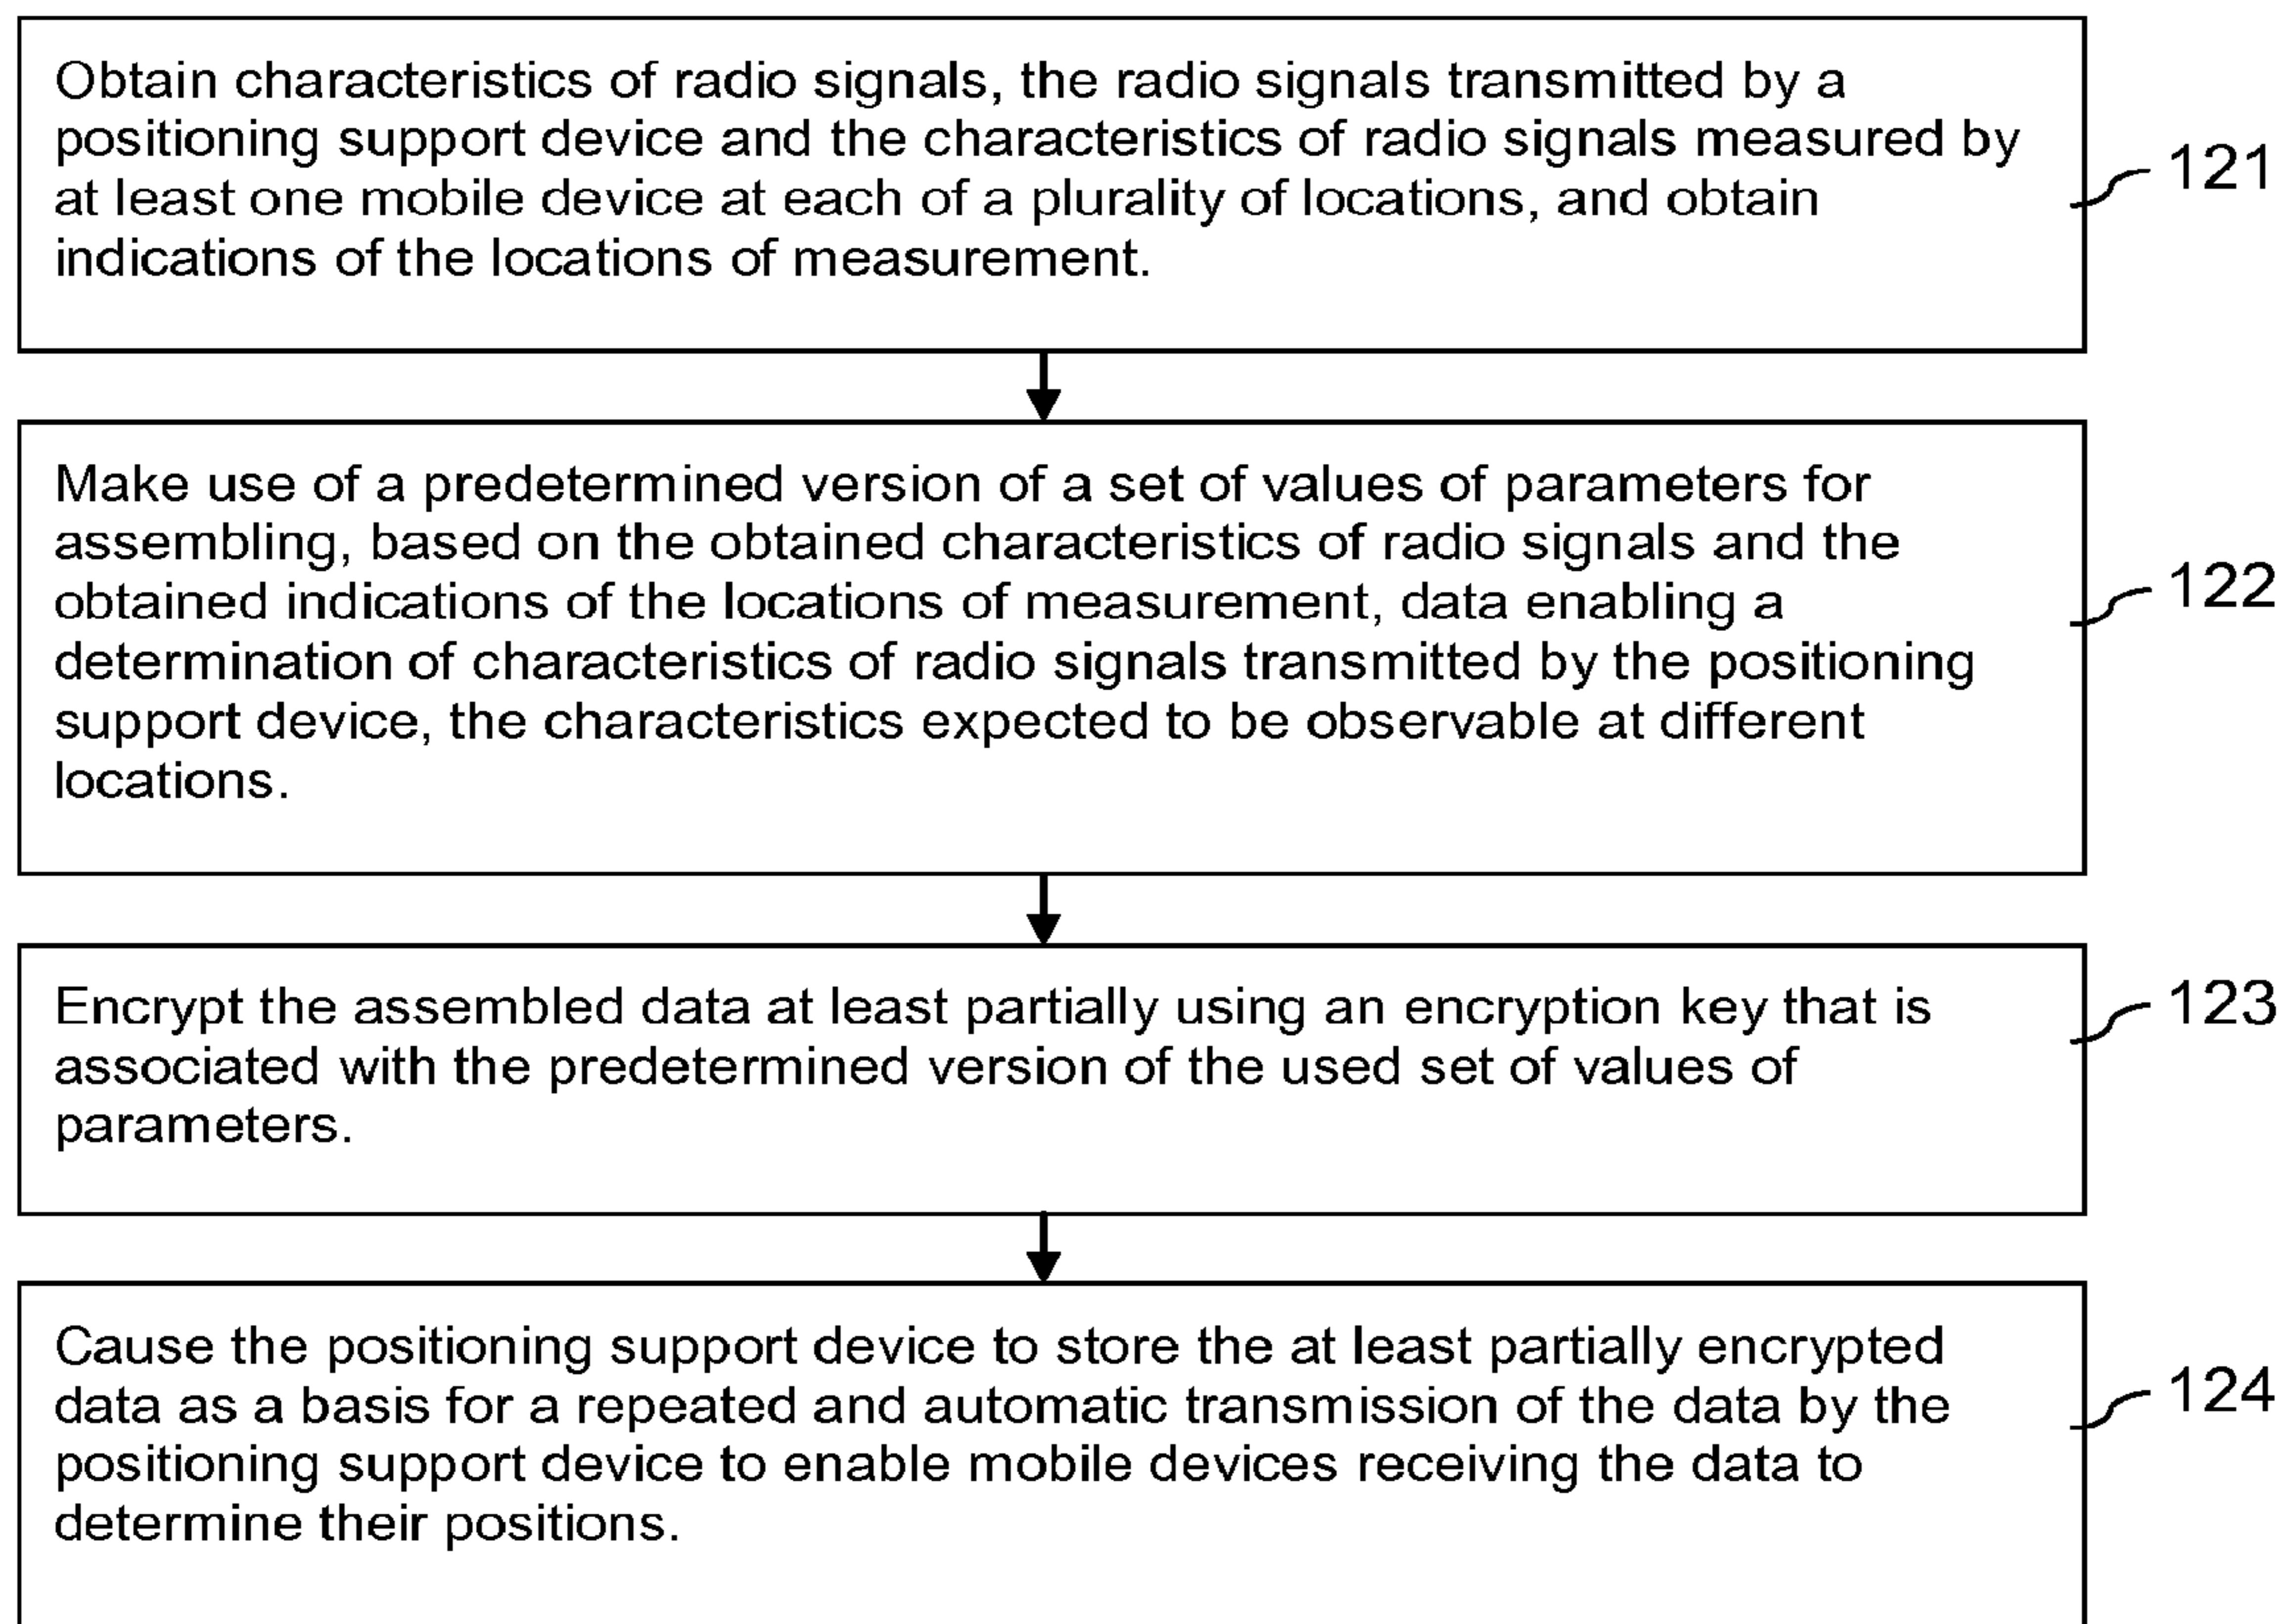 Obtain characteristics of radio signals, the radio signals transmitted by a
positioning support device and the characteristics of radio signals measured by
at least one mobile device at each of a plurality of locations, and obtain
indications of the locations of measurement.
121
Make use of a predetermined version of a set of values of parameters for
assembling, based on the obtained characteristics of radio signals and the
obtained indications of the locations of measurement, data enabling a
determination of characteristics of radio signals transmitted by the positioning
support device, the characteristics expected to be observable at different
locations.
122
Encrypt the assembled data at least partially using an encryption key that is
associated with the predetermined version of the used set of values of
parameters.
123
Cause the positioning support device to store the at least partially encrypted
data as a basis for a repeated and automatic transmission of the data by the
positioning support device to enable mobile devices receiving the data to
determine their positions.
124